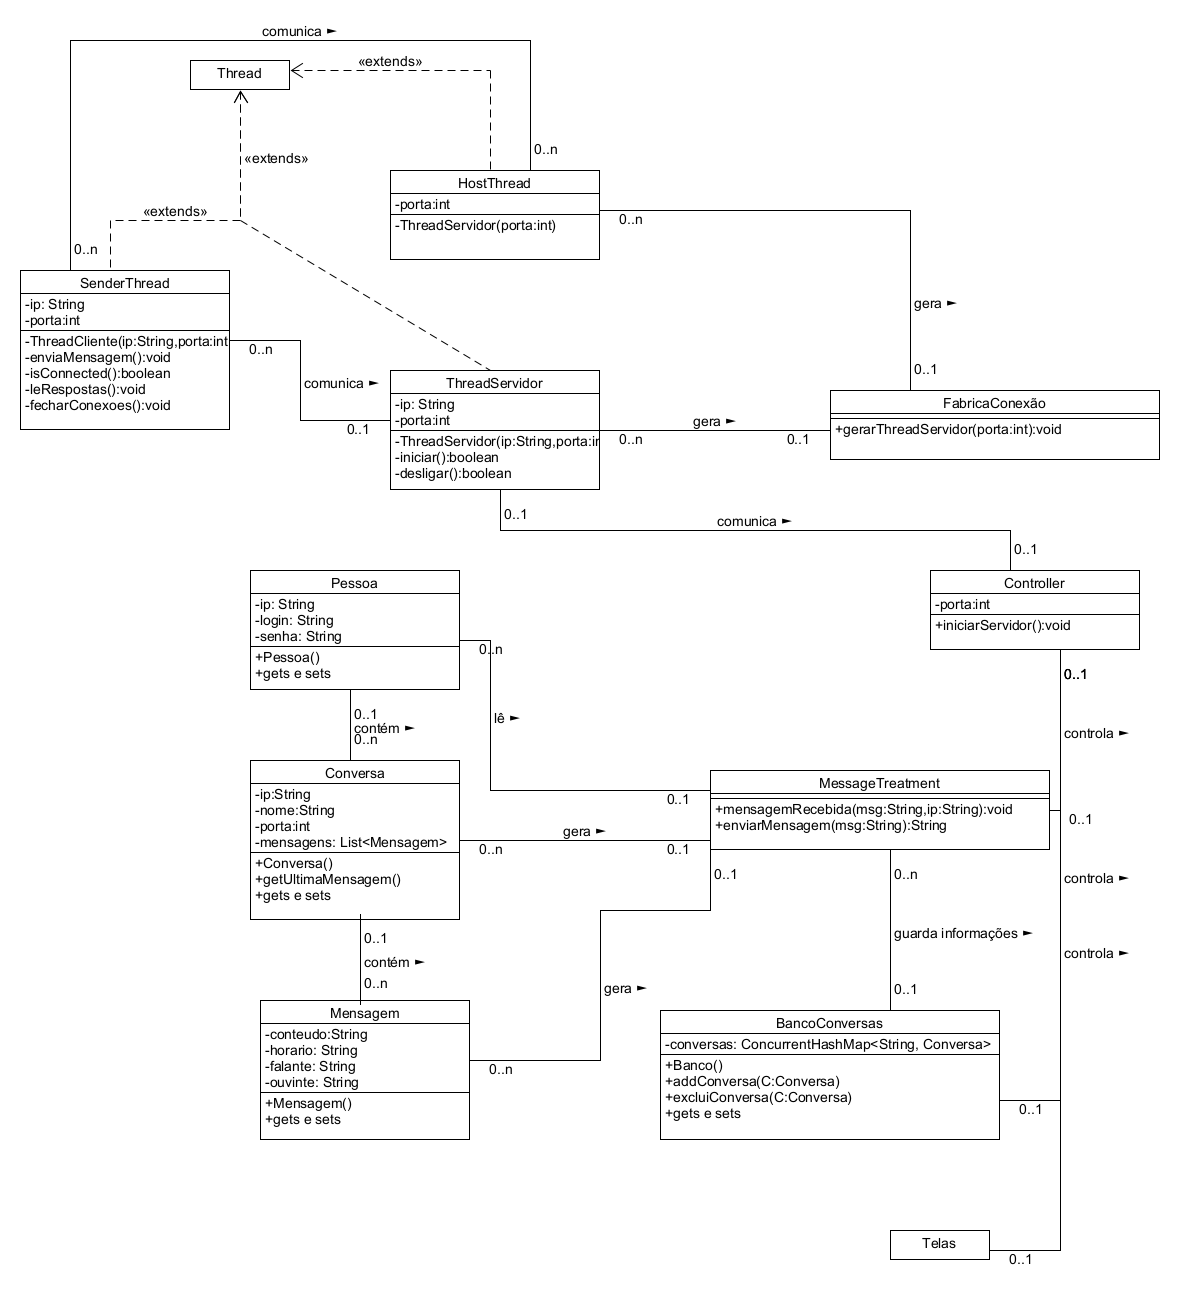 comunica ►
Thread
«extends»
«extends»
0..n
HostThread
-porta:int
-ThreadServidor(porta:int)
«extends»
0..n
0..n
SenderThread
-ip: String
-porta:int
-ThreadCliente(ip:String,porta:int
-enviaMensagem():void
-isConnected():boolean
-leRespostas():void
-fecharConexoes():void
gera ►
0..n
comunica ►
0..1
0..1
ThreadServidor
-ip: String
-porta:int
-ThreadServidor(ip:String,porta:in
-iniciar():boolean
-desligar():boolean
gera ►
0..n
0..1
FabricaConexão
+gerarThreadServidor(porta:int):void
0..1
comunica ►
0..1
Pessoa
-ip: String
-login: String
-senha: String
+Pessoa()
+gets e sets
Controller
-porta:int
+iniciarServidor():void
0..n
0..1
0..1
contém ►
0..n
lê ►
controla ►
Conversa
-ip:String
-nome:String
-porta:int
-mensagens: List<Mensagem>
+Conversa()
+getUltimaMensagem()
+gets e sets
0..1
MessageTreatment
+mensagemRecebida(msg:String,ip:String):void
+enviarMensagem(msg:String):String
0..1
gera ►
0..n
0..1
0..1
0..n
controla ►
0..1
contém ►
0..n
guarda informações ►
controla ►
gera ►
0..1
Mensagem
-conteudo:String
-horario: String
-falante: String
-ouvinte: String
+Mensagem()
+gets e sets
0..n
BancoConversas
-conversas: ConcurrentHashMap<String, Conversa>
+Banco()
+addConversa(C:Conversa)
+excluiConversa(C:Conversa)
+gets e sets
0..1
Telas
0..1